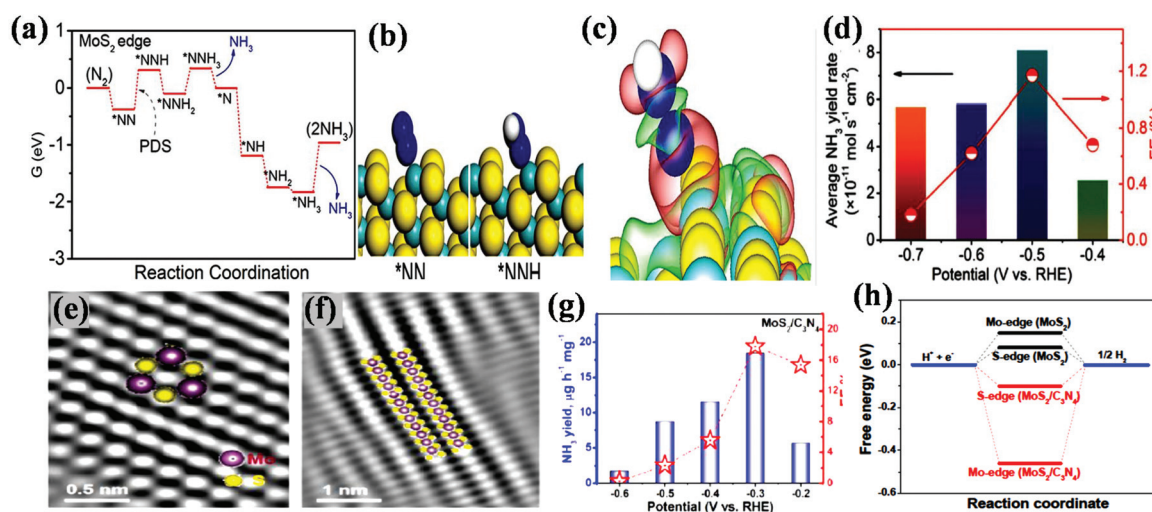 (a)
MoS2 edge
(N2)
*NN
*NNH
*NNH2
*NNH3
NH3
*N
PDS
*NH
*NH2
*NH3
(2NH3)
NH3
G (eV)
1
0
-1
-2
-3
Reaction Coordination
(b)
*NN
*NNH
(c)
(d)
Average NH3 yield rate
(×10-11 mol s-1 cm-2)
8
6
4
2
0
1.2
0.8
0.4
0.0
-0.7 -0.6 -0.5 -0.4
Potential (V vs. RHE)
(e)
Mo
S
0.5 nm
(f)
1 nm
(g)
MoS2/C3N4
NH3 yield, μg h-1 mg-1
20
15
10
5
0
20
16
12
8
4
0
-0.6 -0.5 -0.4 -0.3 -0.2
Potential (V vs. RHE)
(h)
Free energy (eV)
0.2
0.0
-0.2
-0.4
-0.6
Mo-edge (MoS2)
H+ + e-
S-edge (MoS2)
1/2 H2
S-edge (MoS2/C3N4)
Mo-edge (MoS2/C3N4)
Reaction coordinate